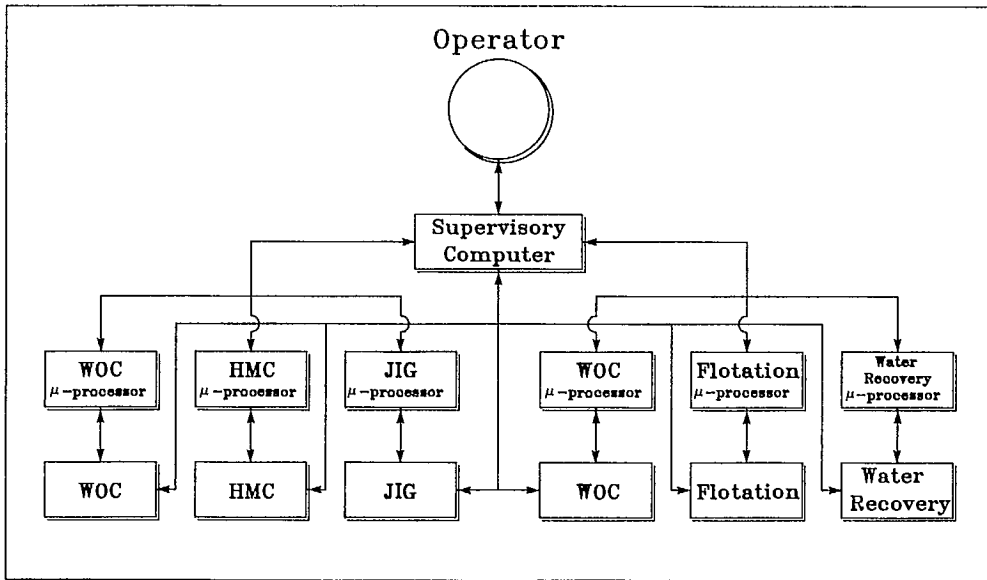 Operator
Supervisory
Computer
WOC
μ-processor
HMC
μ-processor
JIG
μ-processor
WOC
μ-processor
Flotation
μ-processor
Water
Recovery
μ-processor
WOC
HMC
JIG
WOC
Flotation
Water
Recovery